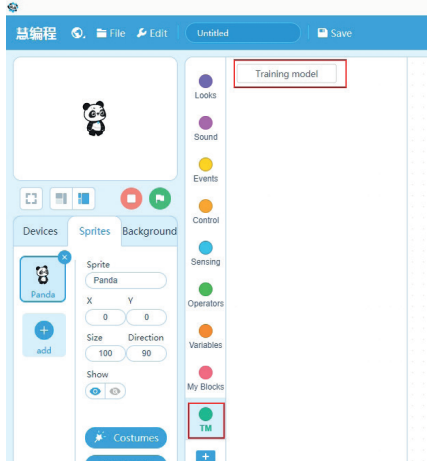 慧编程 File Edit Untitled Save
Training model
Looks
Sound
Events
Control
Sensing
Operators
Variables
My Blocks
TM
Devices Sprites Background
Panda
add
Sprite
Panda
X Y
0 0
Size Direction
100 90
Show
Costumes